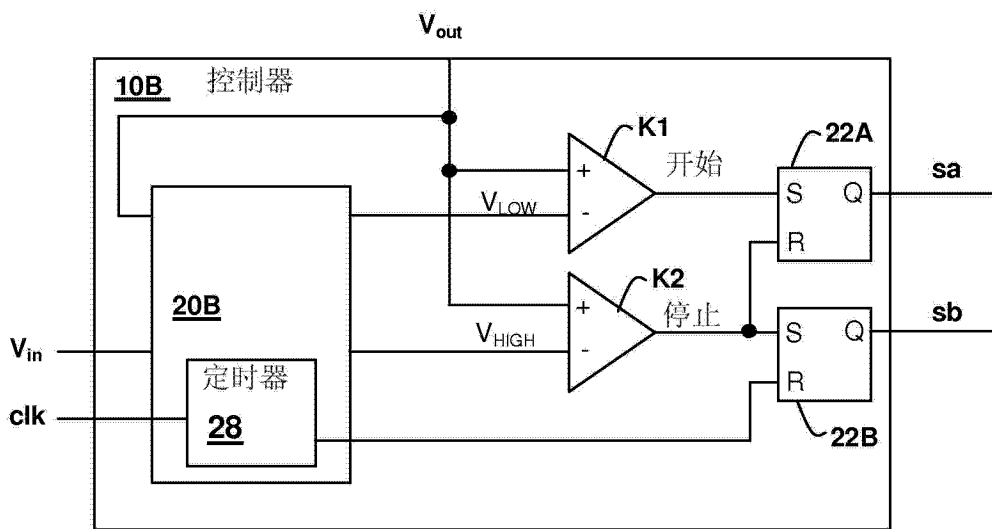 Vout
10B 控制器
K1
22A
开始
sa
+
S Q
VLOW
-
R
K2
20B
+
停止
sb
S Q
Vin
VHIGH
-
定时器
R
clk
28
22B